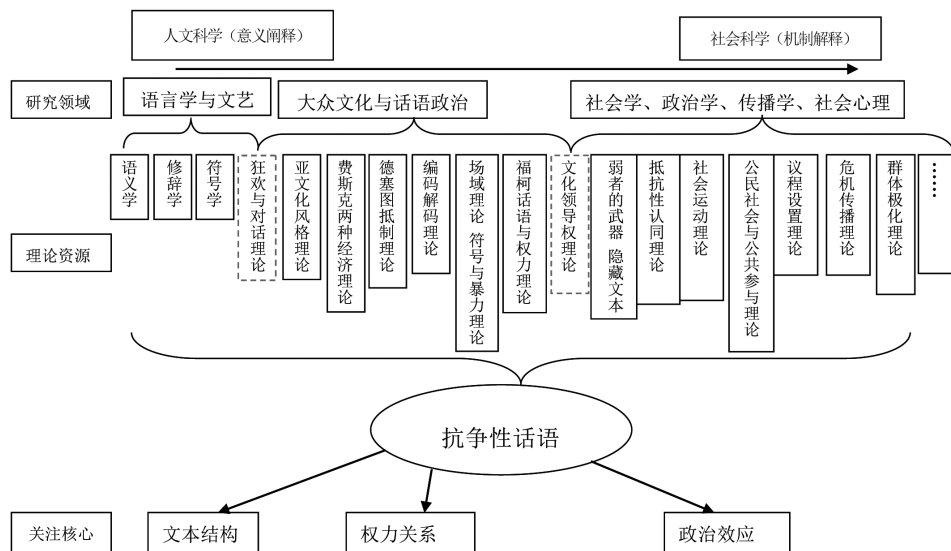 人文科学（意义阐释）
社会科学（机制解释）
研究领域
语言学与文艺
大众文化与话语政治
社会学、政治学、传播学、社会心理
理论资源
语义学
修辞学
符号学
狂欢与对话理论
亚文化风格理论
费斯克两种经济理论
德塞图抵制理论
编码解码理论
场域理论 符号与暴力理论
福柯话语与权力理论
文化领导权理论
弱者的武器 隐藏文本
抵抗性认同理论
社会运动理论
公民社会与公共参与理论
议程设置理论
危机传播理论
群体极化理论
……
抗争性话语
关注核心
文本结构
权力关系
政治效应